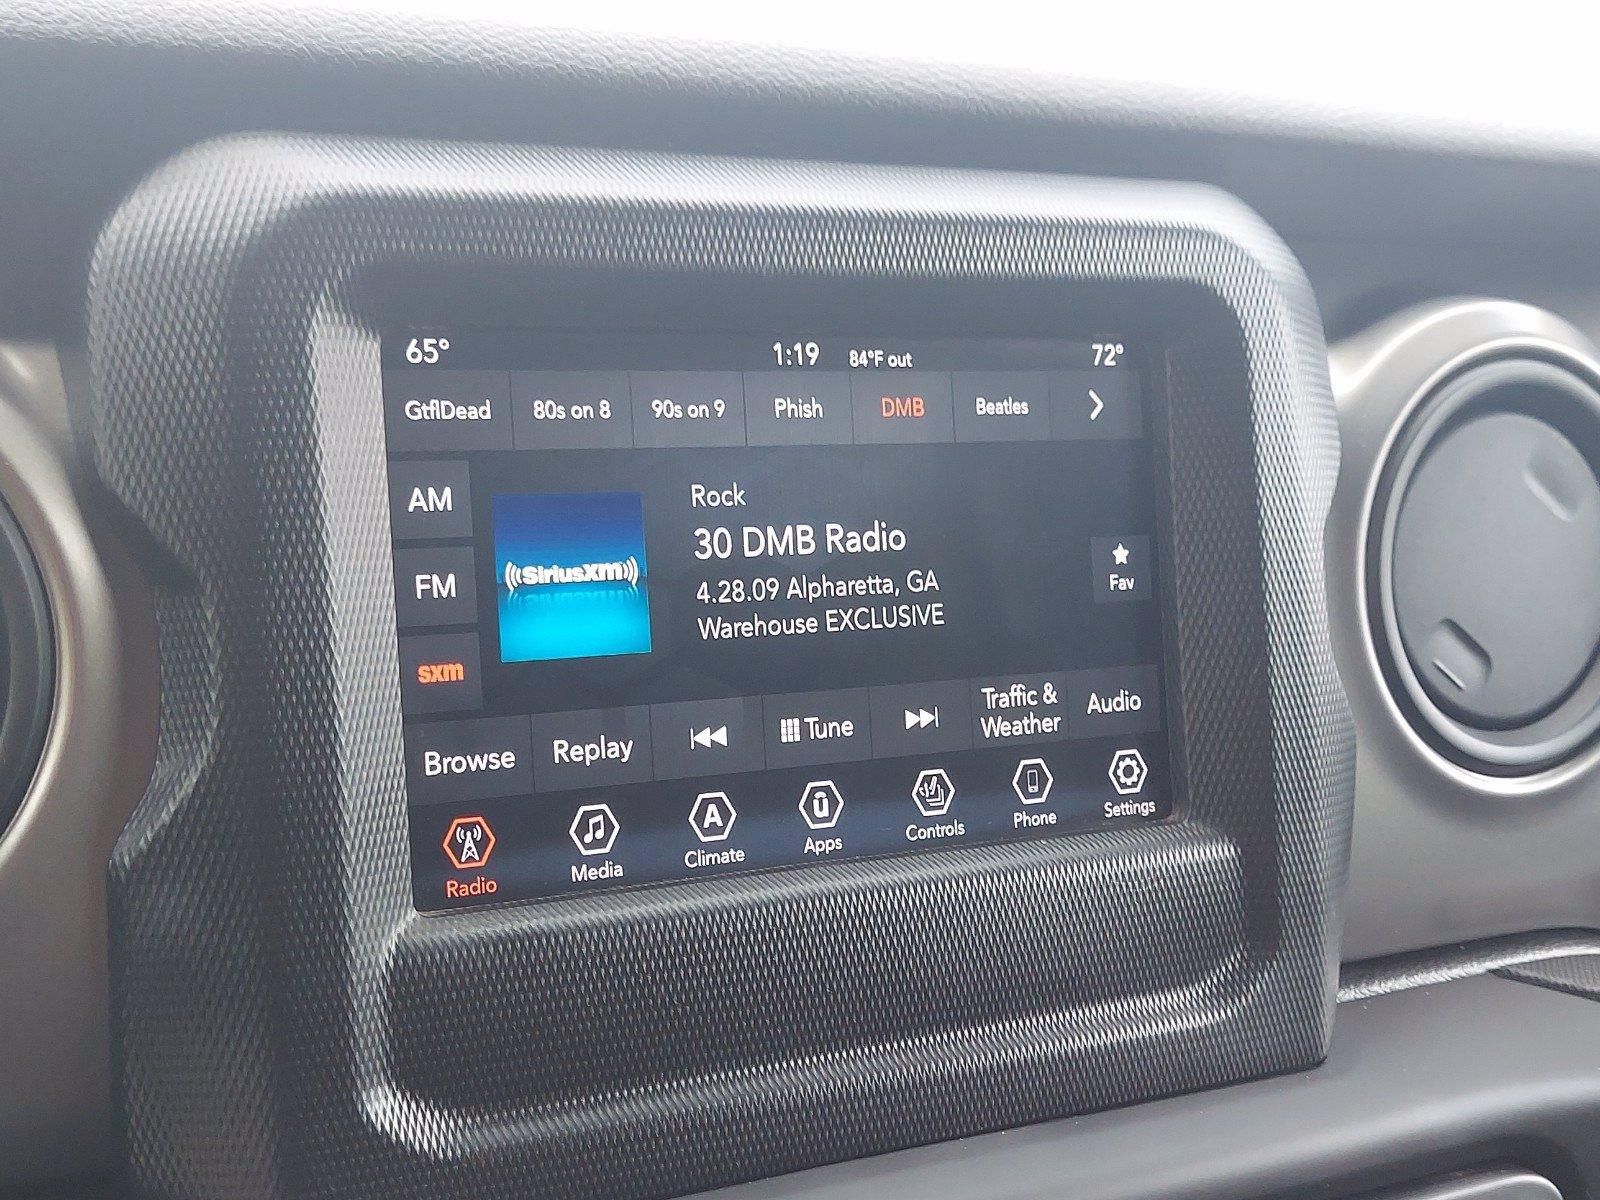 65° 1:19 84°F out 72°
GtflDead 80s on 8 90s on 9 Phish DMB Beatles
AM
FM
sxm
SiriusXM
Rock
30 DMB Radio
4.28.09 Alpharetta, GA
Warehouse EXCLUSIVE
Fav
Browse Replay Tune Traffic & Weather Audio
Radio Media Climate Apps Controls Phone Settings